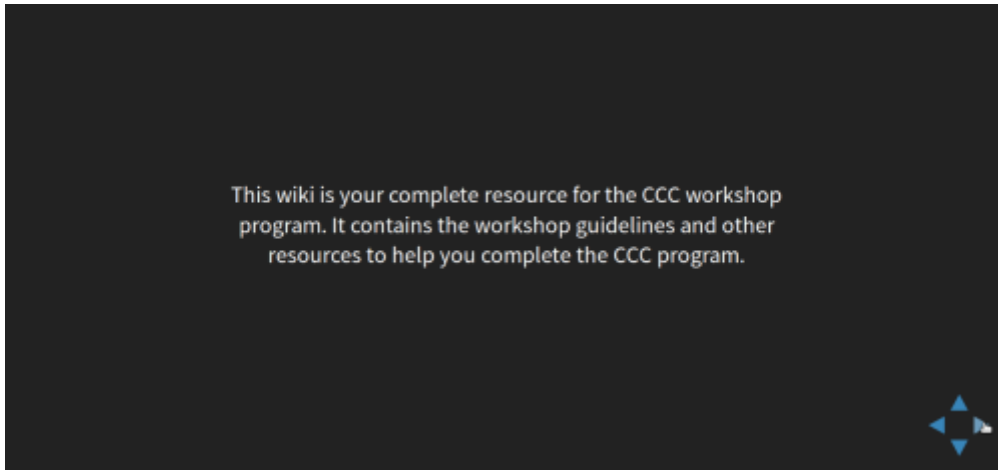 This wiki is your complete resource for the CCC workshop
program. It contains the workshop guidelines and other
resources to help you complete the CCC program.